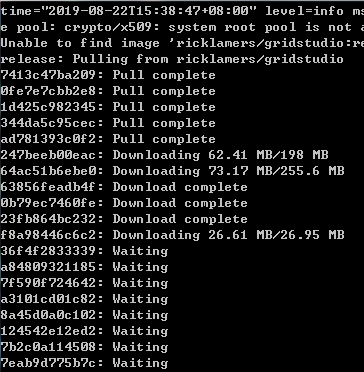 time="2019-08-22T15:38:47+08:00" level=info ms
e pool: crypto/x509: system root pool is not a
Unable to find image 'ricklamers/gridstudio:re
release: Pulling from ricklamers/gridstudio
7413c47ba209: Pull complete
0fe7e7cbb2e8: Pull complete
1d425c982345: Pull complete
344da5c95cec: Pull complete
ad781393c0f2: Pull complete
247beeb00eac: Downloading 62.41 MB/198 MB
64ac51b6ebe0: Downloading 73.17 MB/255.6 MB
63856feadb4f: Download complete
0b79ec7460fe: Download complete
23fb864bc232: Download complete
f8a98446c6c2: Downloading 26.61 MB/26.95 MB
36f4f2833339: Waiting
a84809321185: Waiting
7f590f724642: Waiting
a3101cd01c82: Waiting
8a45d0a0c102: Waiting
124542e12ed2: Waiting
7b2c0a114508: Waiting
7eab9d775b7c: Waiting